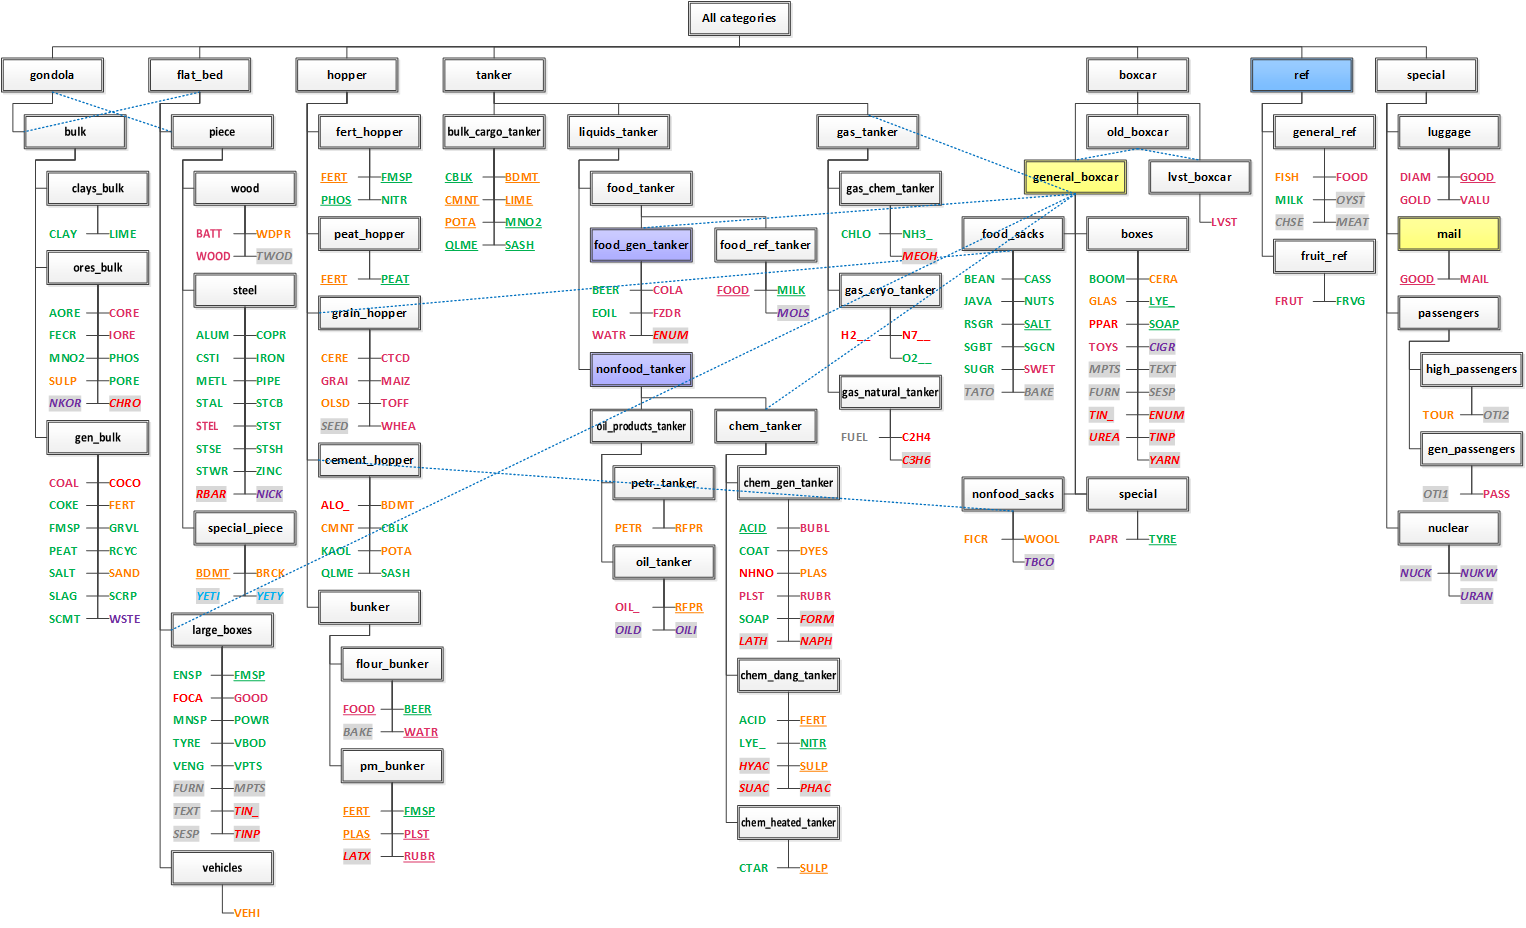 All categories
gondola
flat_bed
hopper
tanker
boxcar
ref
special
bulk
piece
fert_hopper
bulk_cargo_tanker
liquids_tanker
gas_tanker
old_boxcar
general_ref
luggage
clays_bulk
CLAY LIME
ores_bulk
AORE CORE
FECR IORE
MNO2 PHOS
SULP PORE
NKOR CHRO
gen_bulk
COAL COCO
COKE FERT
FMSP GRVL
PEAT RCYC
SALT SAND
SLAG SCRP
SCMT WSTE
wood
BATT WDPR
WOOD TWOD
steel
ALUM COPR
CSTI IRON
METL PIPE
STAL STCB
STEL STST
STSE STSH
STWR ZINC
RBAR NICK
special_piece
BDMT BRCK
YETI YETY
large_boxes
ENSP FMSP
FOCA GOOD
MNSP POWR
TYRE VBOD
VENG VPTS
FURN MPTS
TEXT TIN_
SESP TINP
vehicles
VEHI
FERT FMSP
PHOS NITR
peat_hopper
FERT PEAT
grain_hopper
CERE CTCD
GRAI MAIZ
OLSD TOFF
SEED WHEA
cement_hopper
ALO_ BDMT
CMNT CBLK
KAOL POTA
QLME SASH
bunker
flour_bunker
FOOD BEER
BAKE WATR
pm_bunker
FERT FMSP
PLAS PLST
LATX RUBR
CBLK BDMT
CMNT LIME
POTA MNO2
QLME SASH
food_tanker
food_gen_tanker
BEER COLA
EOIL FZDR
WATR ENUM
food_ref_tanker
FOOD MILK
MOLS
nonfood_tanker
oil_products_tanker
petr_tanker
PETR RFPR
oil_tanker
OIL_ RFPR
OILD OILI
chem_tanker
chem_gen_tanker
ACID BUBL
COAT DYES
NHNO PLAS
PLST RUBR
SOAP FORM
LATH NAPH
chem_dang_tanker
ACID FERT
LYE_ NITR
HYAC SULP
SUAC PHAC
chem_heated_tanker
CTAR SULP
gas_chem_tanker
CHLO NH3_
MEOH
gas_cryo_tanker
H2__ N7__
O2__
gas_natural_tanker
FUEL C2H4
C3H6
general_boxcar
lvst_boxcar
LVST
food_sacks
BEAN CASS
JAVA NUTS
RSGR SALT
SGBT SGCN
SUGR SWET
TATO BAKE
boxes
BOOM CERA
GLAS LYE_
PPAR SOAP
TOYS CIGR
MPTS TEXT
FURN SESP
TIN_ ENUM
UREA TINP
YARN
nonfood_sacks
FICR WOOL
TBCO
special
PAPR TYRE
FISH FOOD
MILK OYST
CHSE MEAT
fruit_ref
FRUT FRVG
DIAM GOOD
GOLD VALU
mail
GOOD MAIL
passengers
high_passengers
TOUR OTI2
gen_passengers
OTI1 PASS
nuclear
NUCK NUKW
URAN